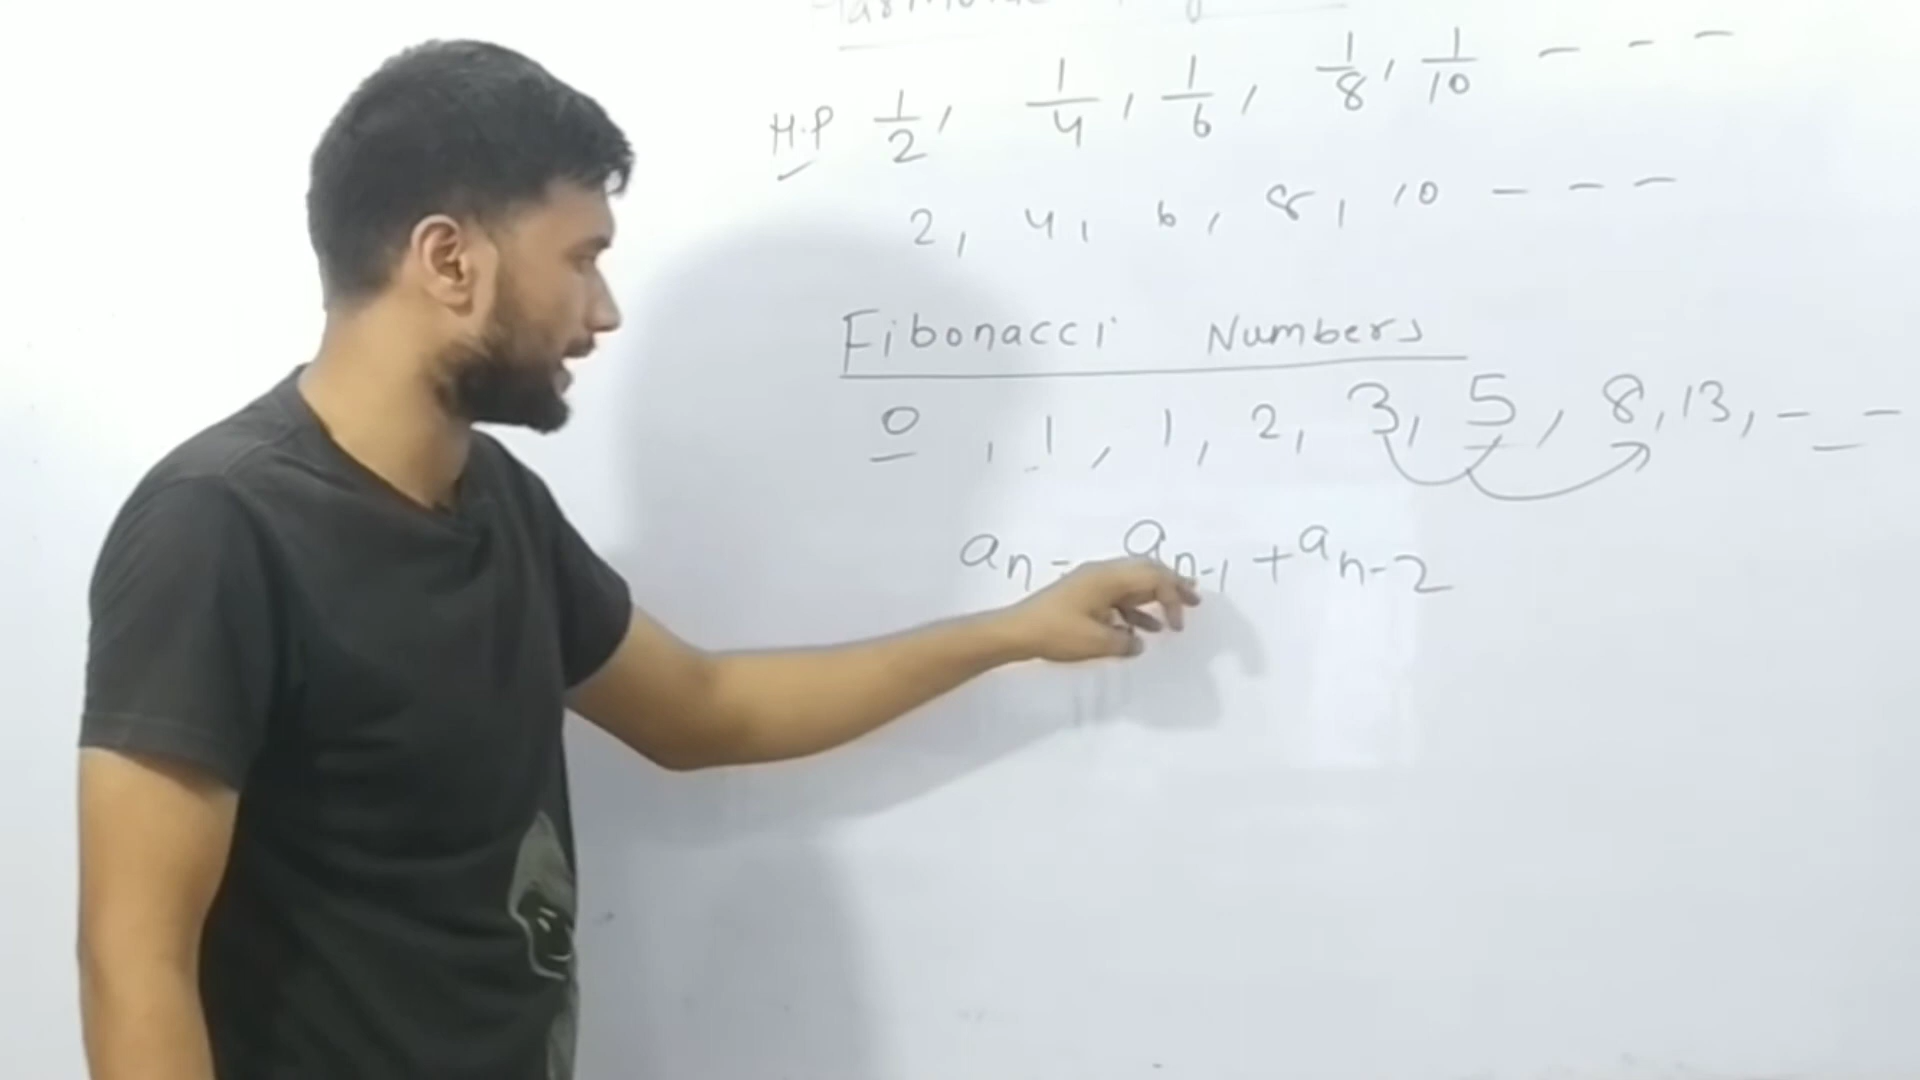 H.P 1/2, 1/4, 1/6, 1/8, 1/10 - - -
2, 4, 6, 8, 10 - - -
Fibonacci Numbers
0, 1, 1, 2, 3, 5, 8, 13, - - -
an = an-1 + an-2